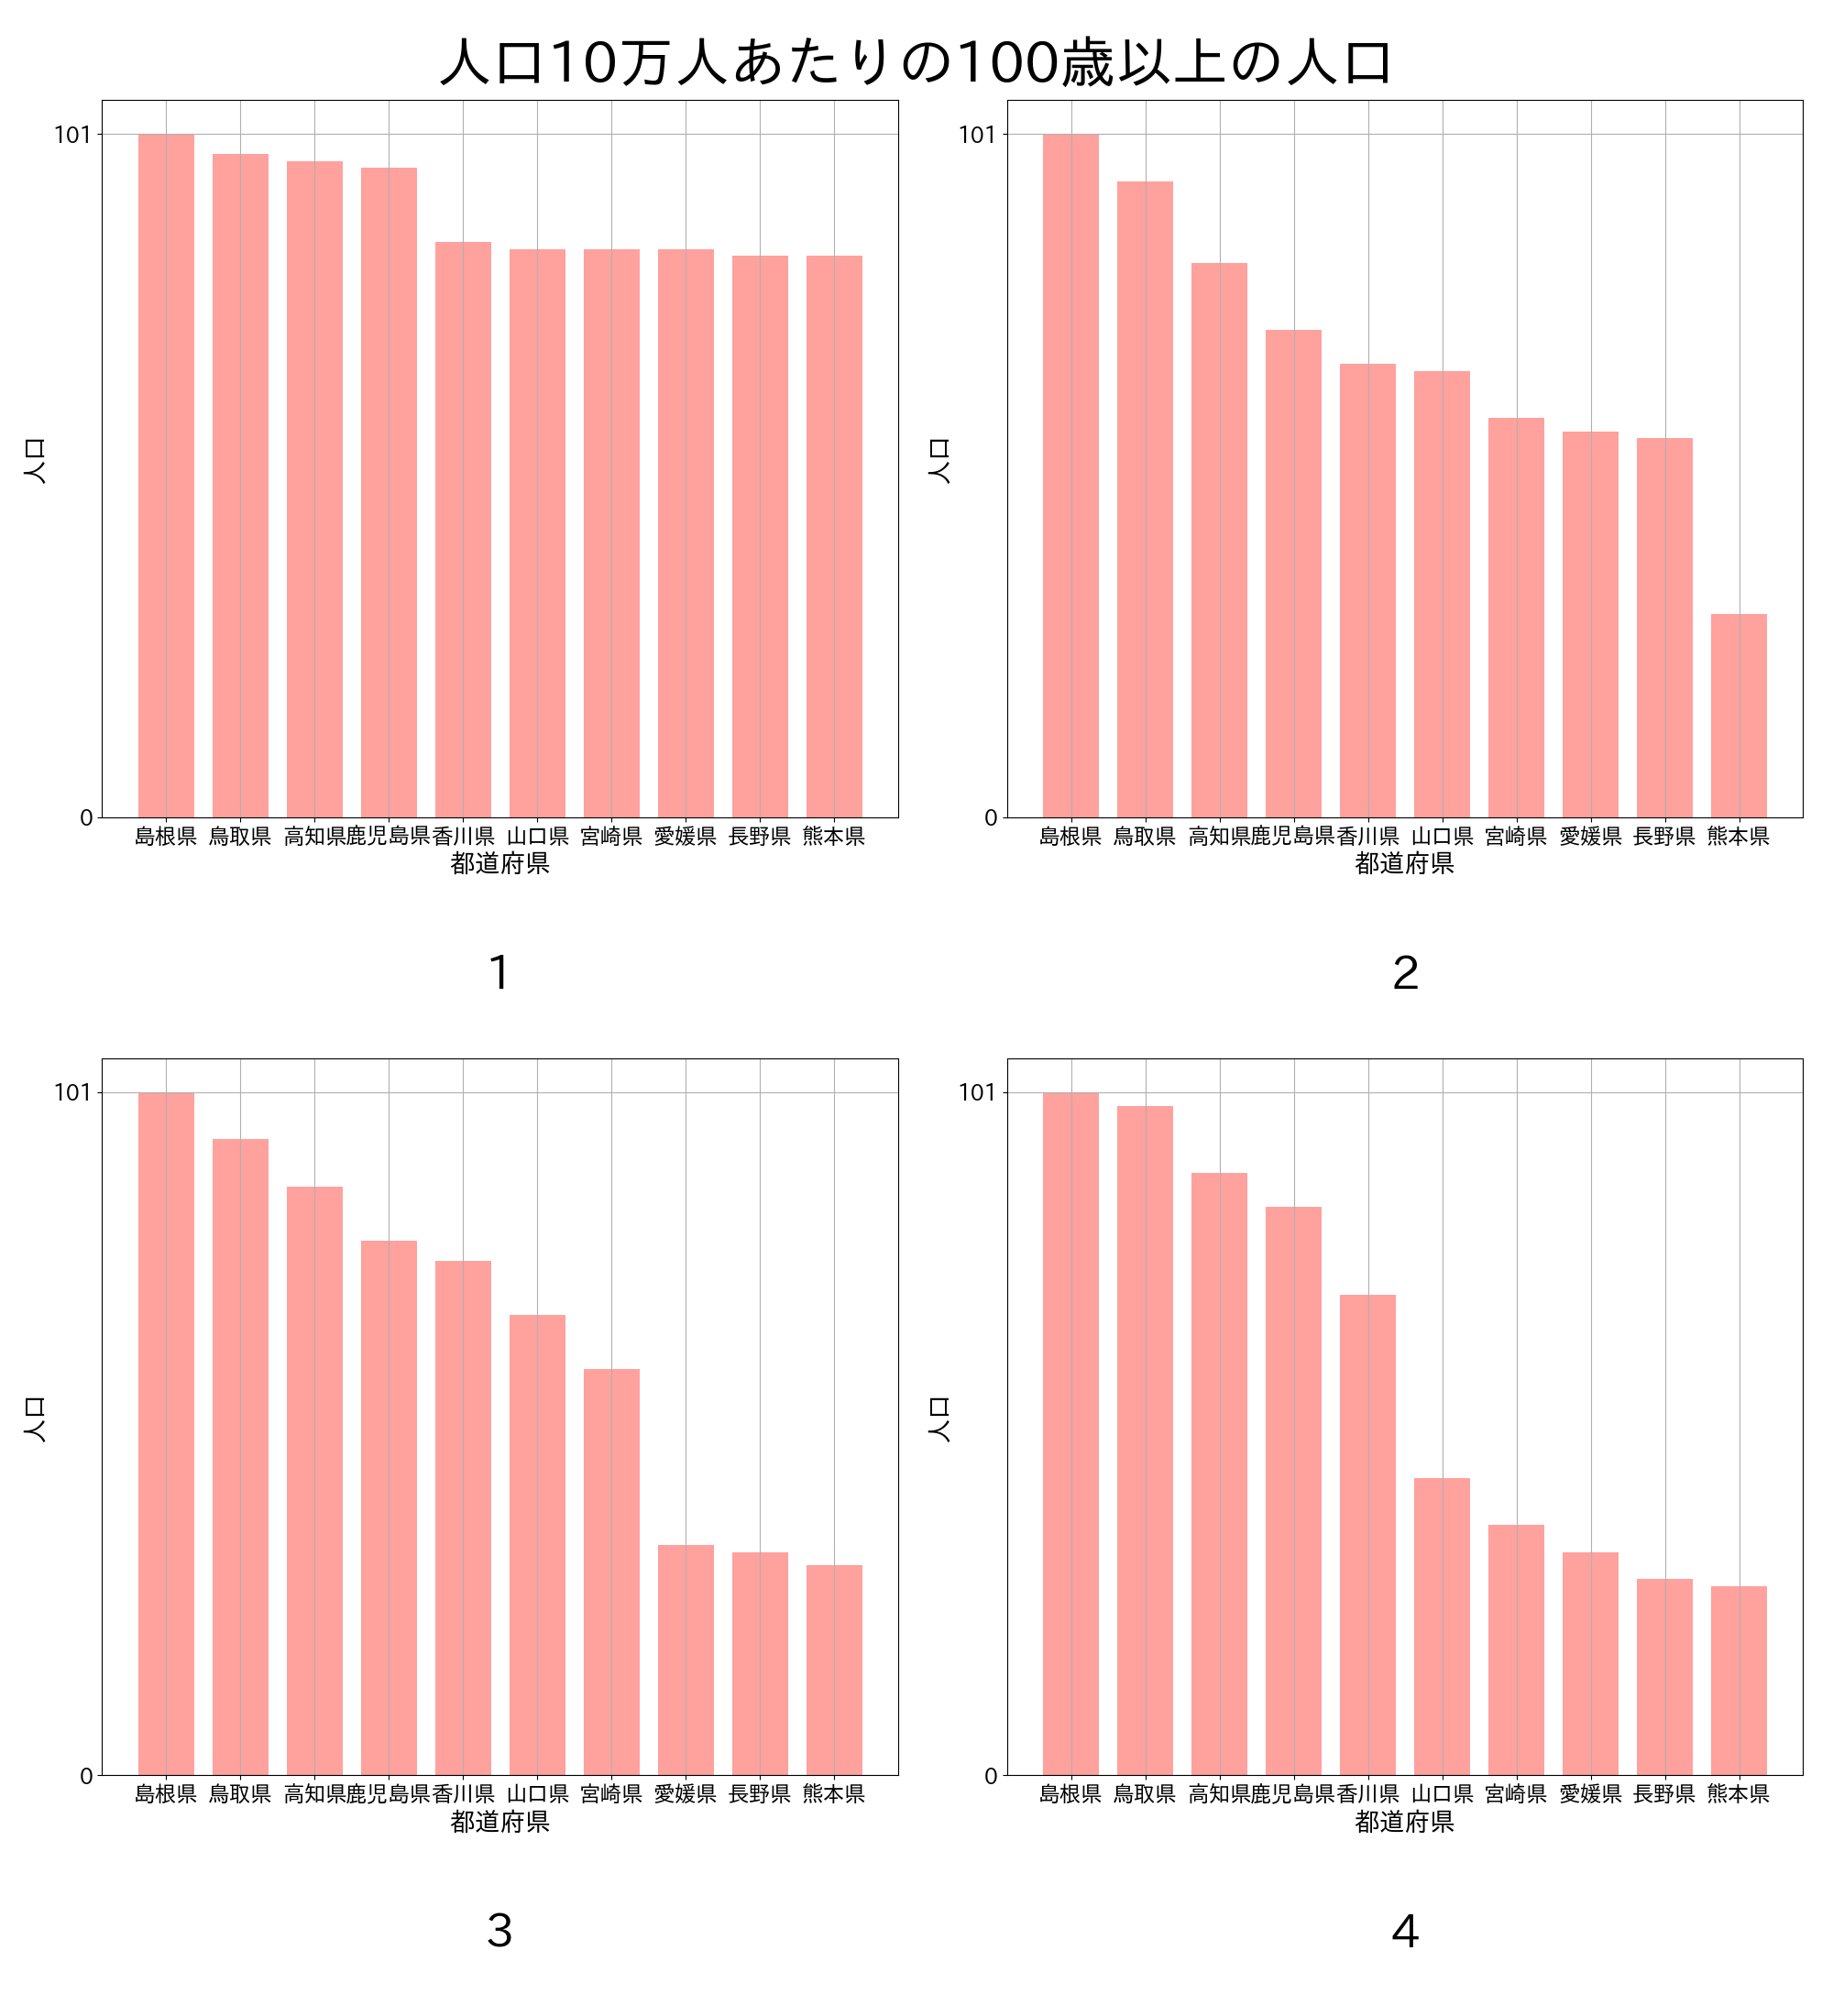 人口10万人あたりの100歳以上の人口
101
0
人口
島根県 鳥取県 高知県 鹿児島県 香川県 山口県 宮崎県 愛媛県 長野県 熊本県
都道府県
1
101
0
人口
島根県 鳥取県 高知県 鹿児島県 香川県 山口県 宮崎県 愛媛県 長野県 熊本県
都道府県
2
101
0
人口
島根県 鳥取県 高知県 鹿児島県 香川県 山口県 宮崎県 愛媛県 長野県 熊本県
都道府県
3
101
0
人口
島根県 鳥取県 高知県 鹿児島県 香川県 山口県 宮崎県 愛媛県 長野県 熊本県
都道府県
4